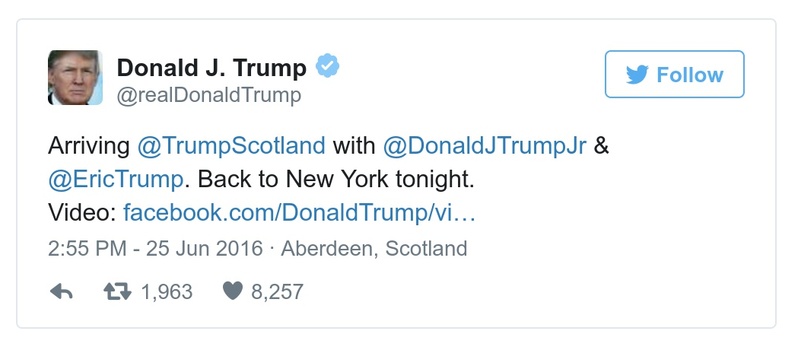 Donald J. Trump
@realDonaldTrump
Follow
Arriving @TrumpScotland with @DonaldJTrumpJr &
@EricTrump. Back to New York tonight.
Video: facebook.com/DonaldTrump/vi…
2:55 PM - 25 Jun 2016 · Aberdeen, Scotland
1,963 8,257